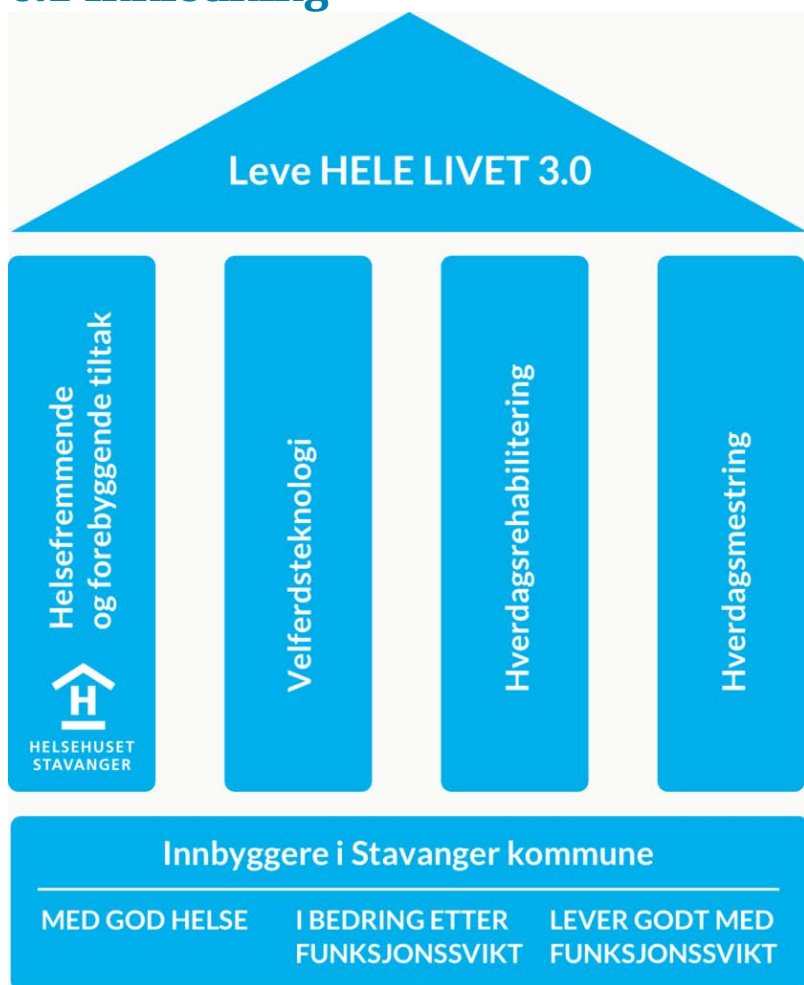 Leve HELE LIVET 3.0
Helsefremmende
og forebyggende tiltak
H
HELSEHUSET
STAVANGER
Velferdsteknologi
Hverdagsrehabilitering
Hverdagsmestring
Innbyggere i Stavanger kommune
MED GOD HELSE
I BEDRING ETTER
FUNKSJONSSVIKT
LEVER GODT MED
FUNKSJONSSVIKT